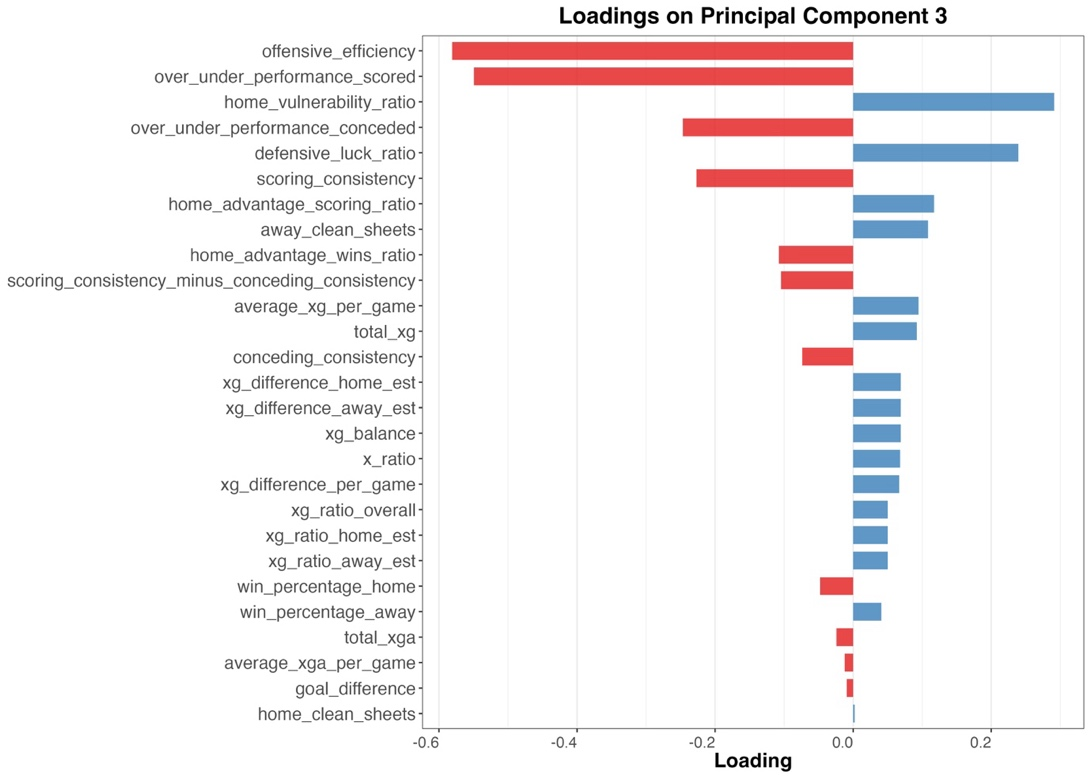 Loadings on Principal Component 3
offensive_efficiency
over_under_performance_scored
home_vulnerability_ratio
over_under_performance_conceded
defensive_luck_ratio
scoring_consistency
home_advantage_scoring_ratio
away_clean_sheets
home_advantage_wins_ratio
scoring_consistency_minus_conceding_consistency
average_xg_per_game
total_xg
conceding_consistency
xg_difference_home_est
xg_difference_away_est
xg_balance
x_ratio
xg_difference_per_game
xg_ratio_overall
xg_ratio_home_est
xg_ratio_away_est
win_percentage_home
win_percentage_away
total_xga
average_xga_per_game
goal_difference
home_clean_sheets
-0.6 -0.4 -0.2 0.0 0.2
Loading